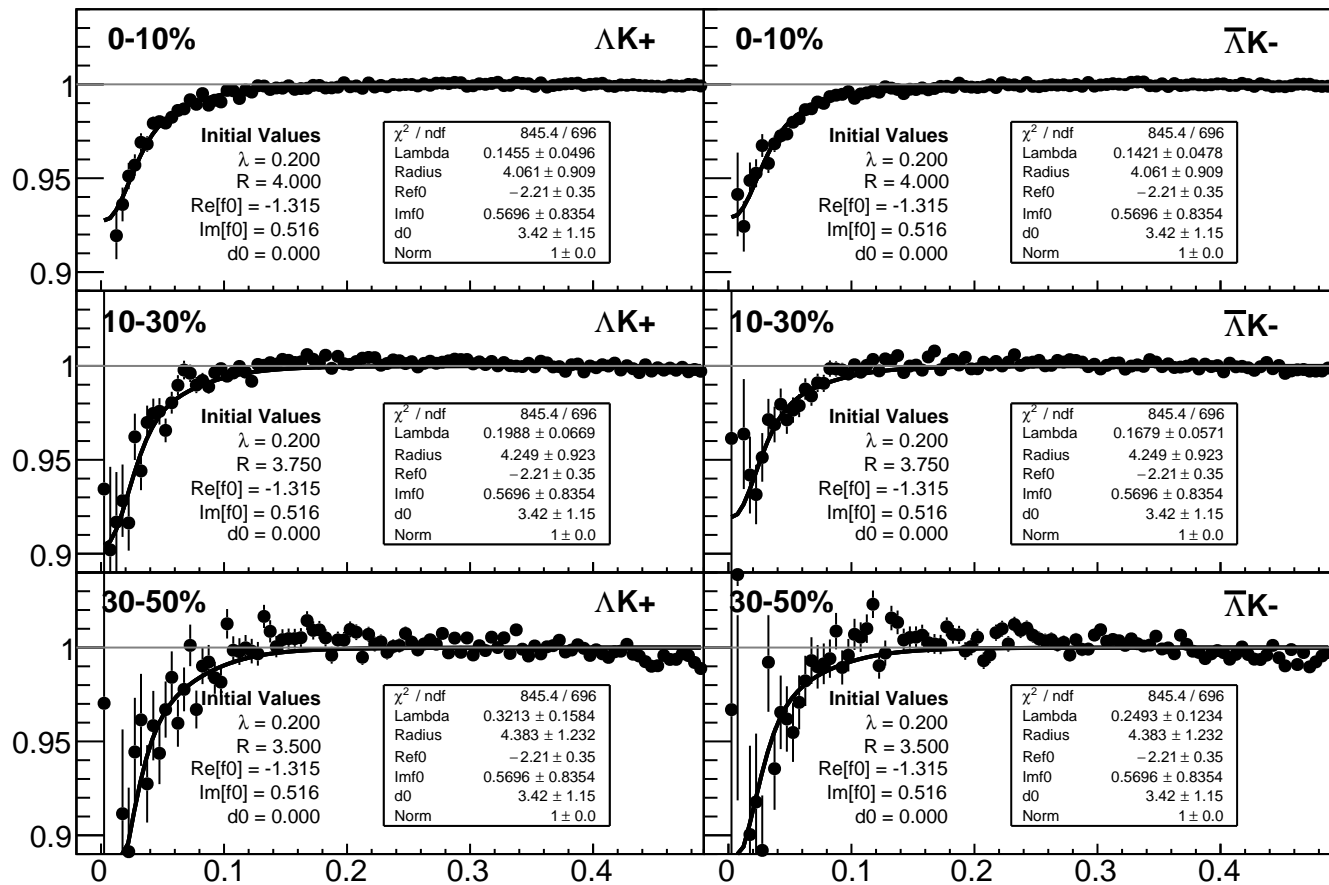 0-10%
ΛK+
1
0.95
0.9
Initial Values
λ = 0.200
R = 4.000
Re[f0] = -1.315
Im[f0] = 0.516
d0 = 0.000
χ² / ndf 845.4 / 696
Lambda 0.1455 ± 0.0496
Radius 4.061 ± 0.909
Ref0 −2.21 ± 0.35
Imf0 0.5696 ± 0.8354
d0 3.42 ± 1.15
Norm 1 ± 0.0
0-10%
Λ̅K-
Initial Values
λ = 0.200
R = 4.000
Re[f0] = -1.315
Im[f0] = 0.516
d0 = 0.000
χ² / ndf 845.4 / 696
Lambda 0.1421 ± 0.0478
Radius 4.061 ± 0.909
Ref0 −2.21 ± 0.35
Imf0 0.5696 ± 0.8354
d0 3.42 ± 1.15
Norm 1 ± 0.0
10-30%
ΛK+
1
0.95
0.9
Initial Values
λ = 0.200
R = 3.750
Re[f0] = -1.315
Im[f0] = 0.516
d0 = 0.000
χ² / ndf 845.4 / 696
Lambda 0.1988 ± 0.0669
Radius 4.249 ± 0.923
Ref0 −2.21 ± 0.35
Imf0 0.5696 ± 0.8354
d0 3.42 ± 1.15
Norm 1 ± 0.0
10-30%
Λ̅K-
Initial Values
λ = 0.200
R = 3.750
Re[f0] = -1.315
Im[f0] = 0.516
d0 = 0.000
χ² / ndf 845.4 / 696
Lambda 0.1679 ± 0.0571
Radius 4.249 ± 0.923
Ref0 −2.21 ± 0.35
Imf0 0.5696 ± 0.8354
d0 3.42 ± 1.15
Norm 1 ± 0.0
30-50%
ΛK+
1
0.95
0.9
Initial Values
λ = 0.200
R = 3.500
Re[f0] = -1.315
Im[f0] = 0.516
d0 = 0.000
χ² / ndf 845.4 / 696
Lambda 0.3213 ± 0.1584
Radius 4.383 ± 1.232
Ref0 −2.21 ± 0.35
Imf0 0.5696 ± 0.8354
d0 3.42 ± 1.15
Norm 1 ± 0.0
30-50%
Λ̅K-
Initial Values
λ = 0.200
R = 3.500
Re[f0] = -1.315
Im[f0] = 0.516
d0 = 0.000
χ² / ndf 845.4 / 696
Lambda 0.2493 ± 0.1234
Radius 4.383 ± 1.232
Ref0 −2.21 ± 0.35
Imf0 0.5696 ± 0.8354
d0 3.42 ± 1.15
Norm 1 ± 0.0
0 0.1 0.2 0.3 0.4
0 0.1 0.2 0.3 0.4